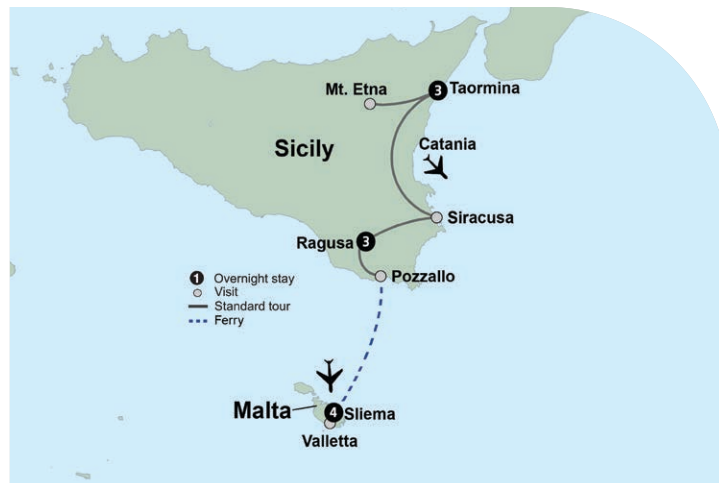 Mt. Etna
3 Taormina
Catania
Sicily
Siracusa
Ragusa 3
Pozzallo
1 Overnight stay
Visit
Standard tour
Ferry
Malta
4 Sliema
Valletta